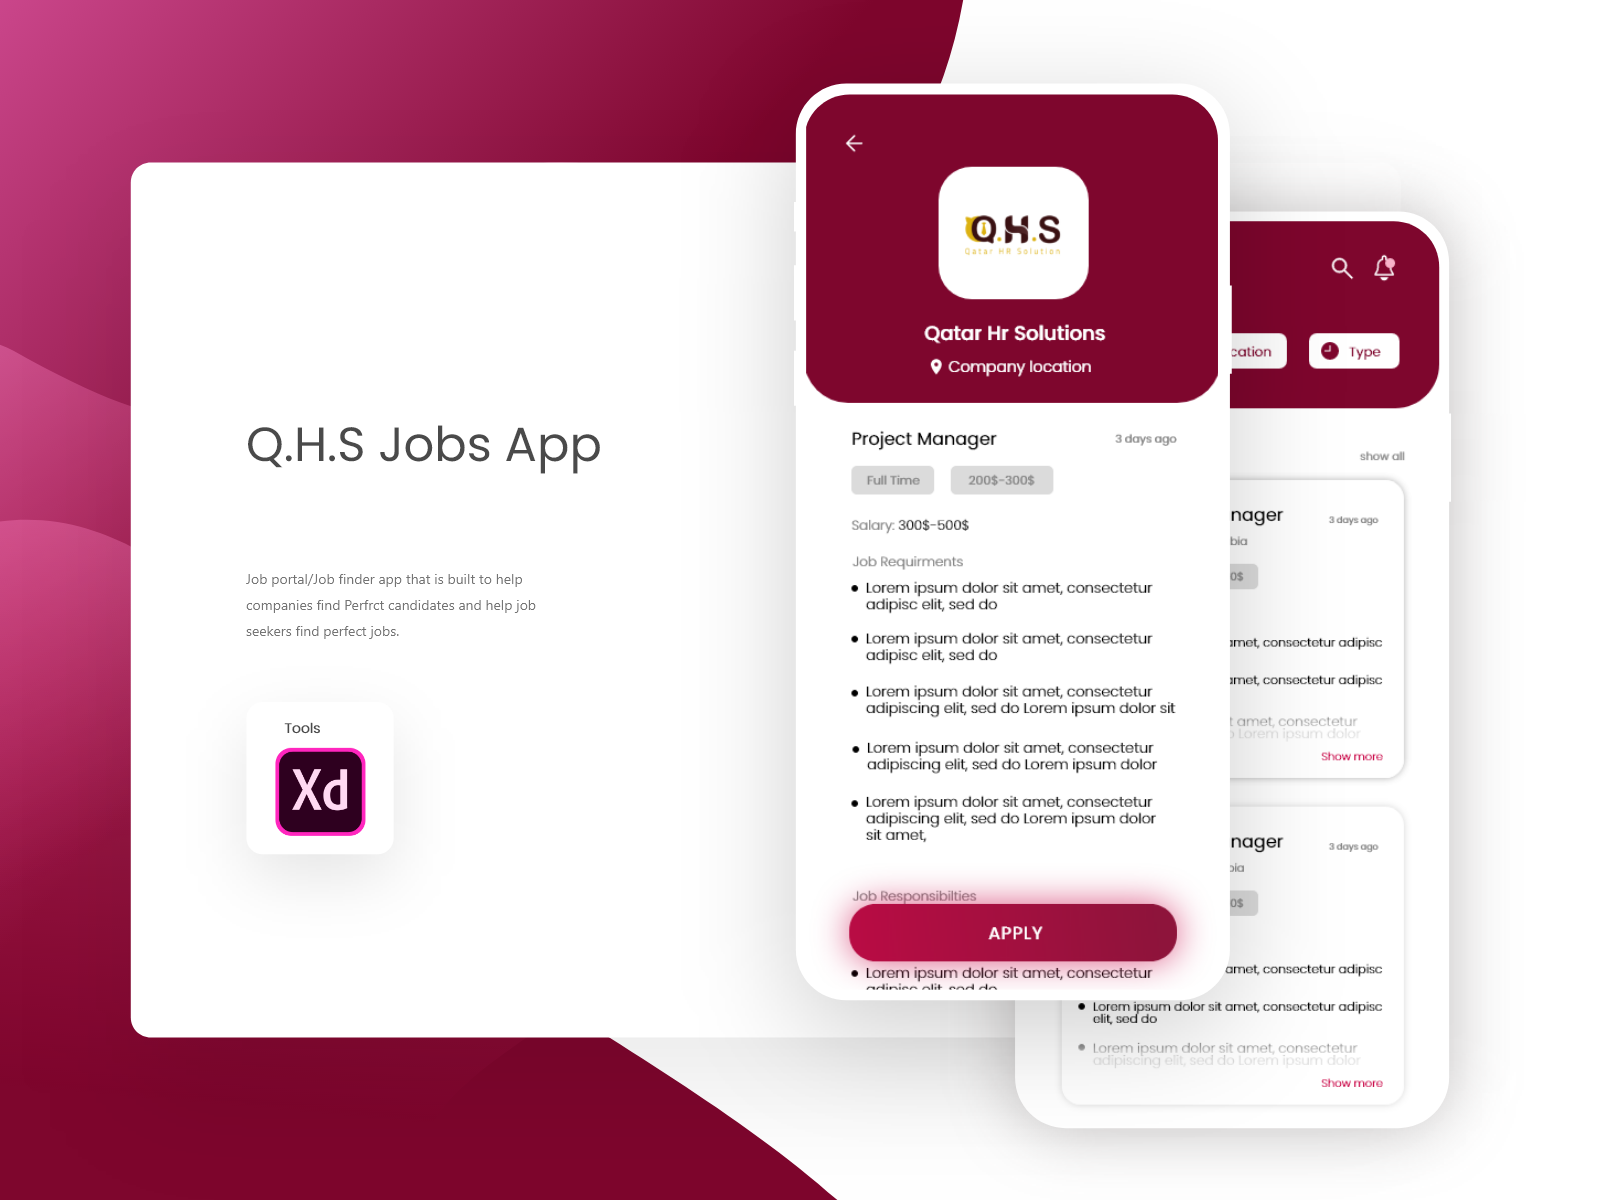 Q.H.S Jobs App
Job portal/Job finder app that is built to help
companies find Perfrct candidates and help job
seekers find perfect jobs.
Tools
Xd
Q.H.S
Qatar HR Solution
Qatar Hr Solutions
Company location
Project Manager
3 days ago
Full Time
200$-300$
Salary: 300$-500$
Job Requirments
Lorem ipsum dolor sit amet, consectetur
adipisc elit, sed do
Lorem ipsum dolor sit amet, consectetur
adipisc elit, sed do
Lorem ipsum dolor sit amet, consectetur
adipiscing elit, sed do Lorem ipsum dolor sit
Lorem ipsum dolor sit amet, consectetur
adipiscing elit, sed do Lorem ipsum dolor
Lorem ipsum dolor sit amet, consectetur
adipiscing elit, sed do Lorem ipsum dolor
sit amet,
Job Responsibilties
APPLY
Lorem ipsum dolor sit amet, consectetur
adipisc elit, sed do
cation
Type
show all
nager
3 days ago
bia
0$
amet, consectetur adipisc
amet, consectetur adipisc
t amet, consectetur
o Lorem ipsum dolor
Show more
nager
3 days ago
bia
0$
amet, consectetur adipisc
Lorem ipsum dolor sit amet, consectetur adipisc
elit, sed do
Lorem ipsum dolor sit amet, consectetur
adipiscing elit, sed do Lorem ipsum dolor
Show more